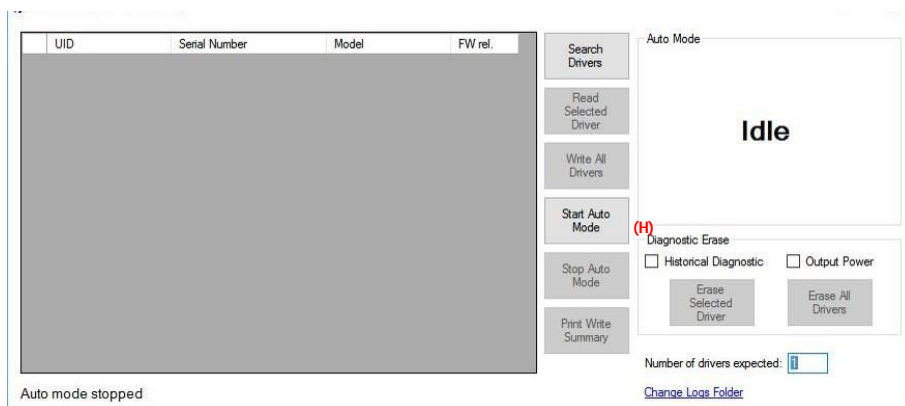 UID Serial Number Model FW rel.
Search
Drivers
Read
Selected
Driver
Write All
Drivers
Start Auto
Mode
(H)
Stop Auto
Mode
Print Write
Summary
Auto Mode
Idle
Diagnostic Erase
Historical Diagnostic Output Power
Erase
Selected
Driver
Erase All
Drivers
Number of drivers expected: 1
Change Logs Folder
Auto mode stopped